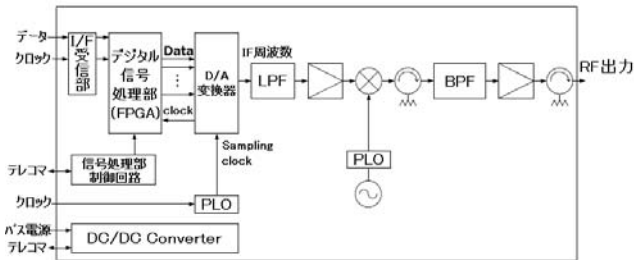 データ
クロック
I/F
受信部
デジタル
信号
処理部
(FPGA)
Data
clock
D/A
変換器
IF周波数
LPF
BPF
RF出力
PLO
Sampling
clock
テレコマ
信号処理部
制御回路
クロック
PLO
バス電源
テレコマ
DC/DC Converter